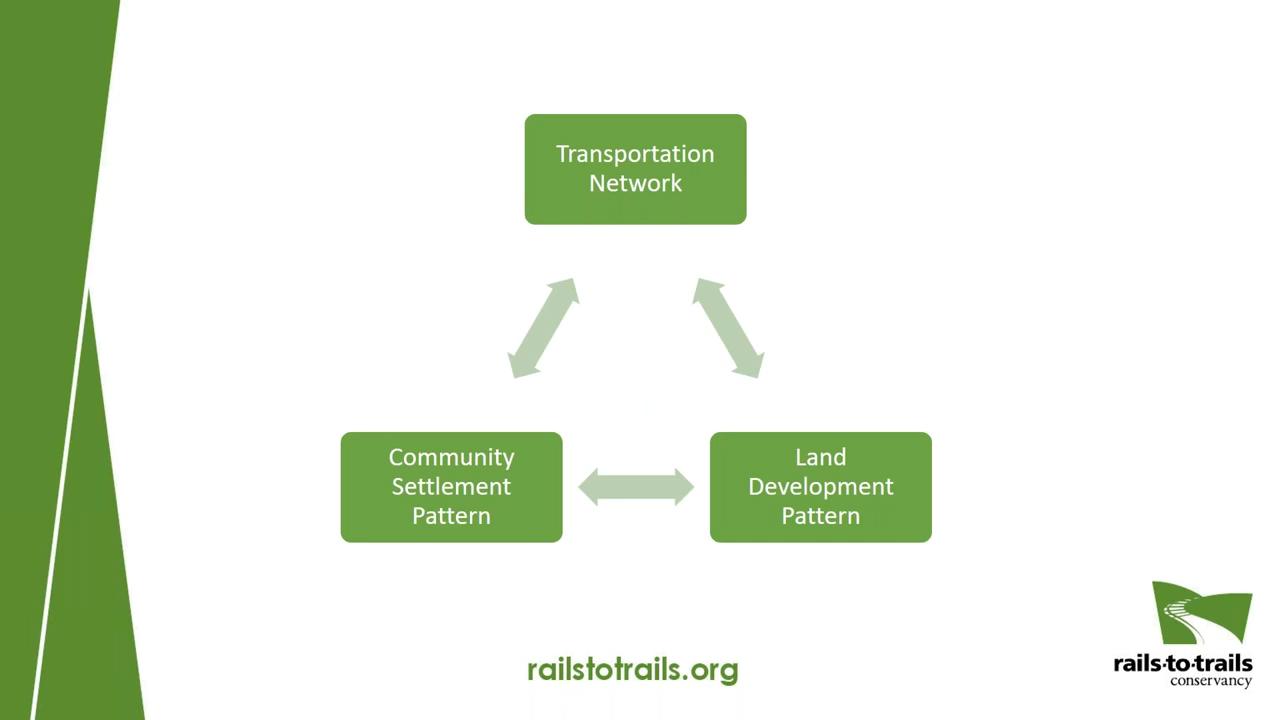 Transportation
Network
Community
Settlement
Pattern
Land
Development
Pattern
railstotrails.org
rails·to·trails
conservancy